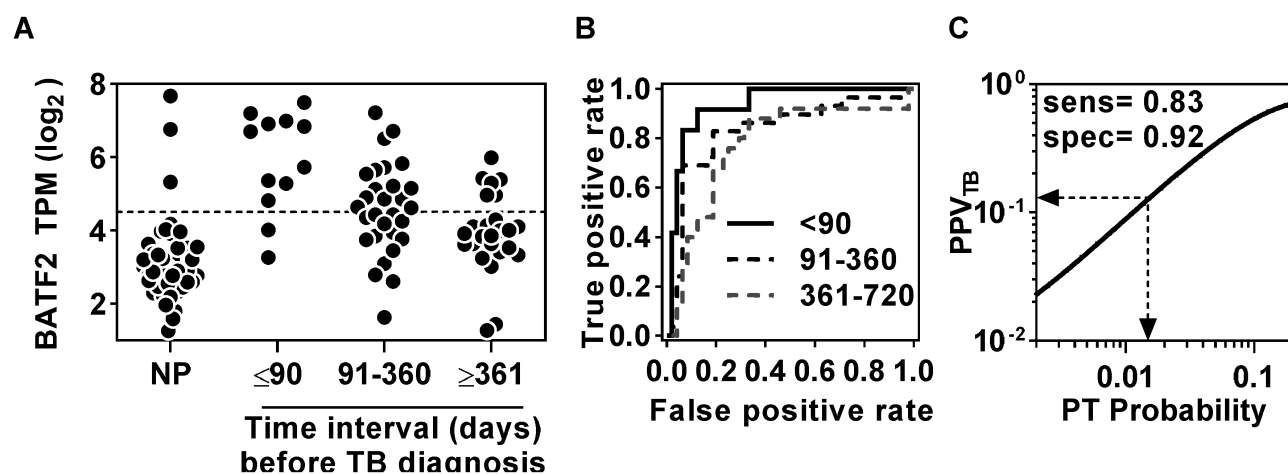 A
B
C
BATF2 TPM (log2)
8
6
4
2
NP
≤90
91-360
≥361
Time interval (days)
before TB diagnosis
True positive rate
1.0
0.8
0.6
0.4
0.2
0.0
<90
91-360
361-720
0.0 0.2 0.4 0.6 0.8 1.0
False positive rate
PPVTB
10^0
10^-1
10^-2
sens= 0.83
spec= 0.92
0.01
0.1
PT Probability